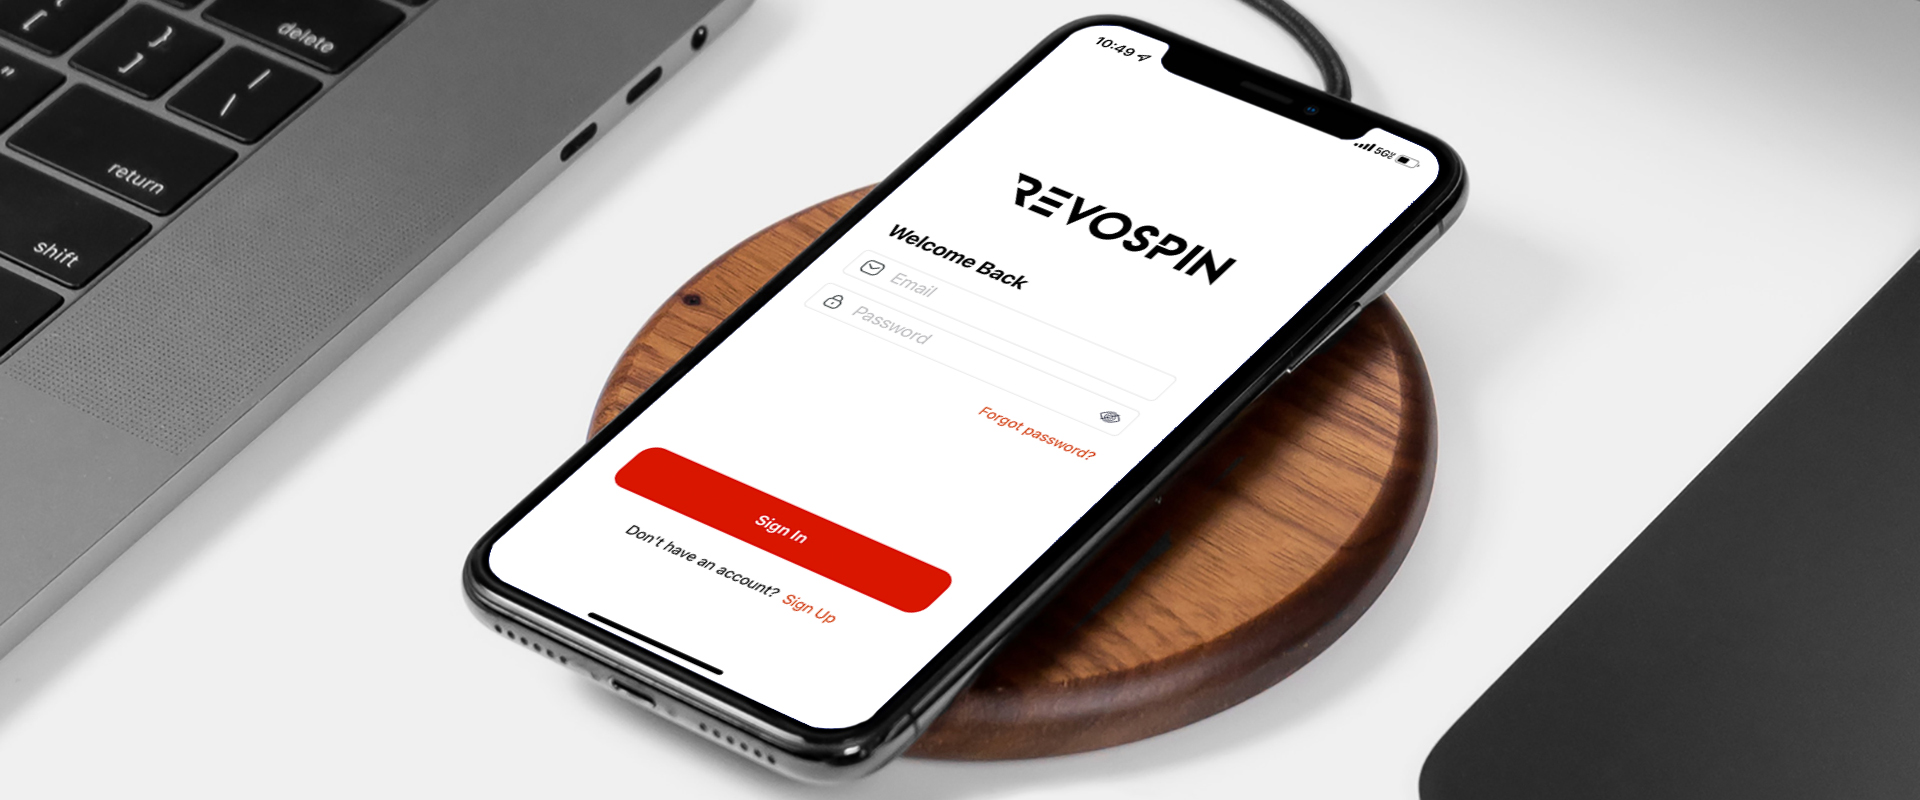 {
[
}
]
delete
"
|
\
return
shift
10:49
5G
REVOSPIN
Welcome Back
Email
Password
Forgot password?
Sign In
Don't have an account? Sign Up